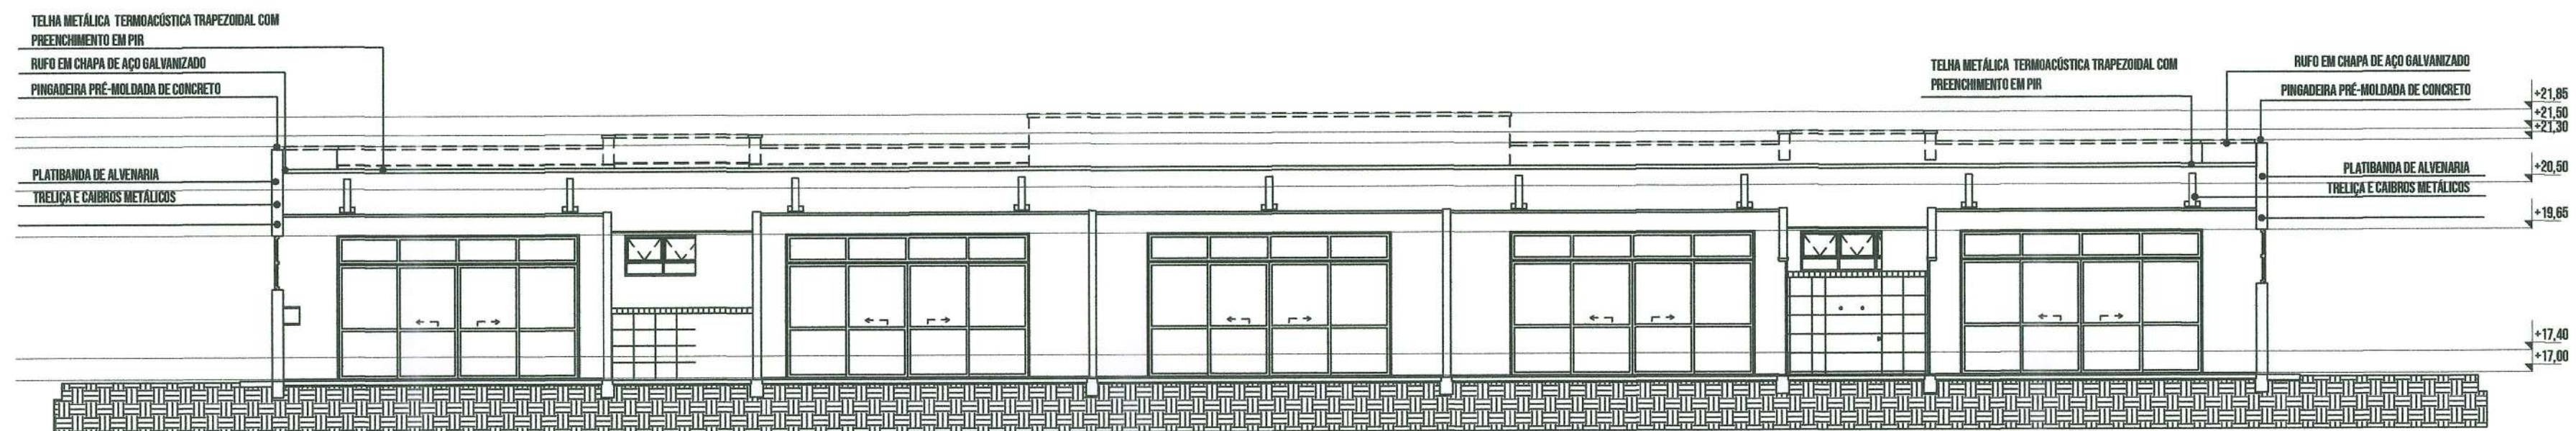 TELHA METÁLICA TERMOACÚSTICA TRAPEZOIDAL COM
PREENCHIMENTO EM PIR
RUFO EM CHAPA DE AÇO GALVANIZADO
PINGADEIRA PRÉ-MOLDADA DE CONCRETO
PLATIBANDA DE ALVENARIA
TRELIÇA E CAIBROS METÁLICOS
TELHA METÁLICA TERMOACÚSTICA TRAPEZOIDAL COM
PREENCHIMENTO EM PIR
RUFO EM CHAPA DE AÇO GALVANIZADO
PINGADEIRA PRÉ-MOLDADA DE CONCRETO
PLATIBANDA DE ALVENARIA
TRELIÇA E CAIBROS METÁLICOS
+21,85
+21,50
+21,30
+20,50
+19,65
+17,40
+17,00